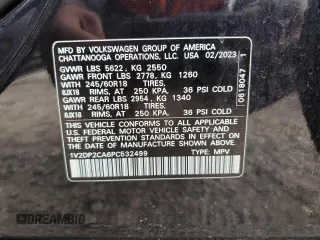 MFD BY VOLKSWAGEN GROUP OF AMERICA
CHATTANOOGA OPERATIONS, LLC. USA 02/2023
GVWR LBS 5622 , KG 2550
GAWR FRONT LBS 2778, KG 1260
WITH 245/60R18 TIRES,
8JX18 RIMS, AT 250 KPA, 36 PSI COLD
GAWR REAR LBS 2954, KG 1340
WITH 245/60R18 TIRES,
8JX18 RIMS, AT 250 KPA, 36 PSI COLD
THIS VEHICLE CONFORMS TO ALL APPLICABLE
FEDERAL MOTOR VEHICLE SAFETY
STANDARDS IN EFFECT ON THE DATE OF
MANUFACTURE SHOWN ABOVE.
1V2DP2CA6PC532499 TYPE: MPV
0618047
1
DREAMBID